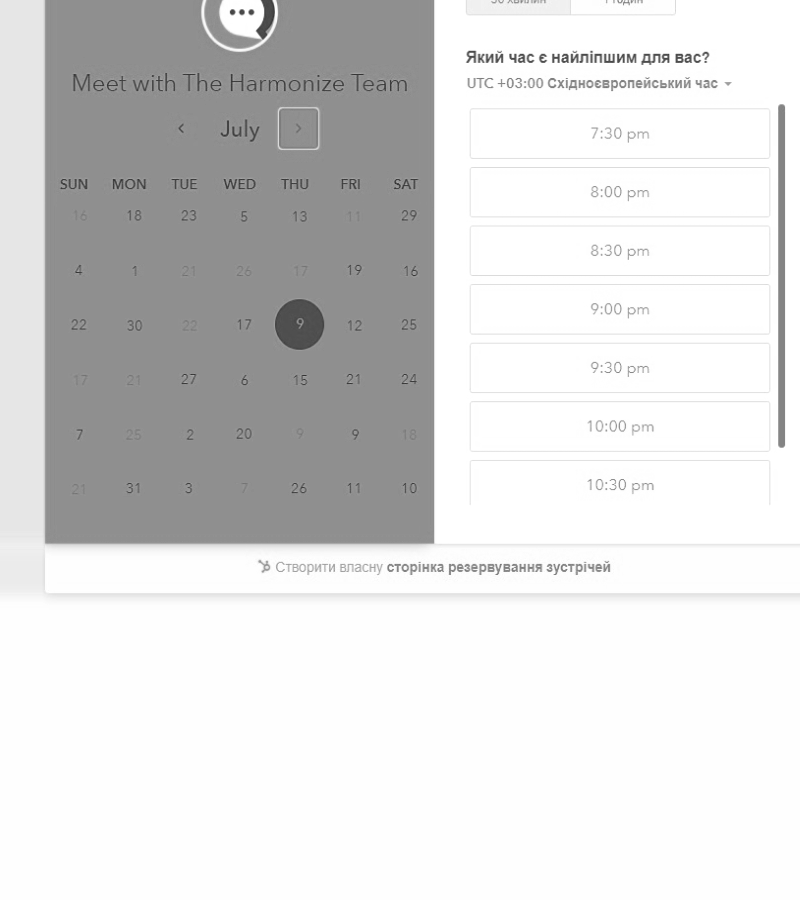 Meet with The Harmonize Team
July
SUN MON TUE WED THU FRI SAT
16 18 23 5 13 11 29
4 1 21 26 17 19 16
22 30 22 17 9 12 25
17 21 27 6 15 21 24
7 25 2 20 9 9 18
21 31 3 7 26 11 10
Який час є найліпшим для вас?
UTC +03:00 Східноєвропейський час
7:30 pm
8:00 pm
8:30 pm
9:00 pm
9:30 pm
10:00 pm
10:30 pm
Створити власну сторінка резервування зустрічей